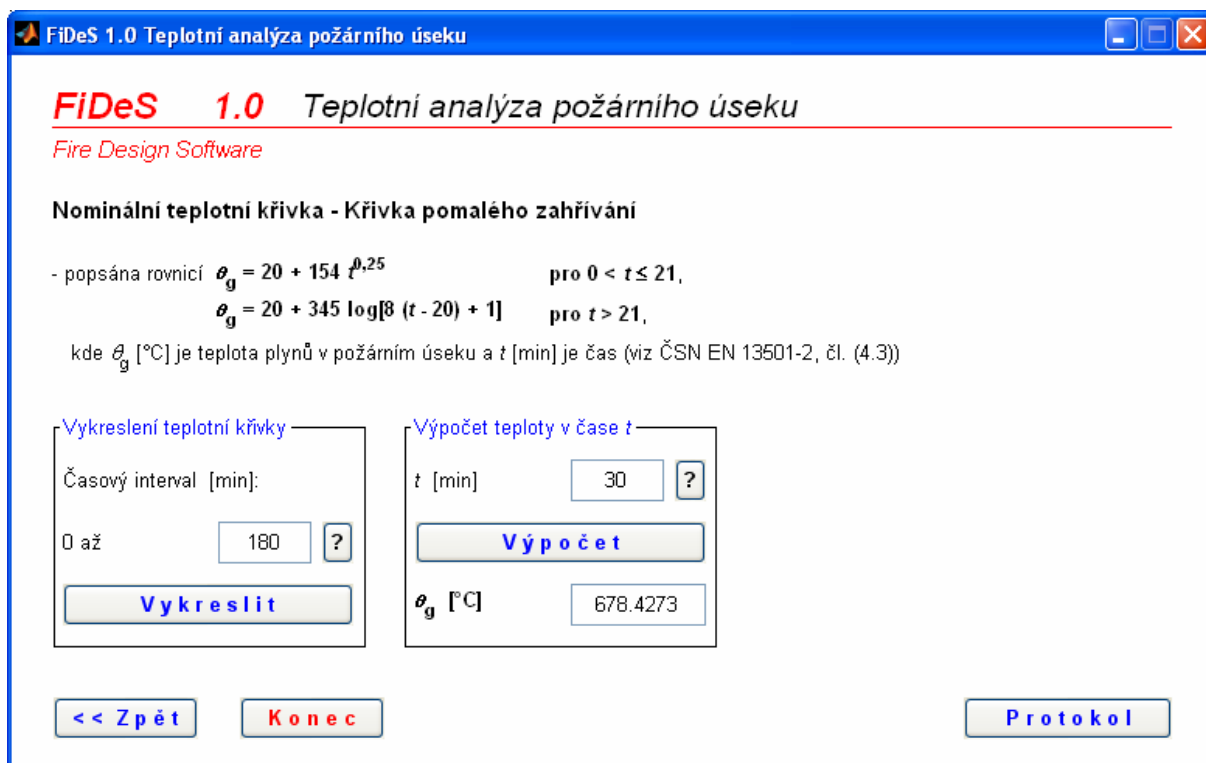 FiDeS 1.0 Teplotní analýza požárního úseku
FiDeS 1.0 Teplotní analýza požárního úseku
Fire Design Software
Nominální teplotní křivka - Křivka pomalého zahřívání
- popsána rovnicí θg = 20 + 154 t^0,25 pro 0 < t ≤ 21,
θg = 20 + 345 log[8 (t - 20) + 1] pro t > 21,
kde θg [°C] je teplota plynů v požárním úseku a t [min] je čas (viz ČSN EN 13501-2, čl. (4.3))
Vykreslení teplotní křivky
Časový interval [min]:
0 až 180 ?
Vykreslit
Výpočet teploty v čase t
t [min] 30 ?
Výpočet
θg [°C] 678.4273
<< Zpět Konec Protokol